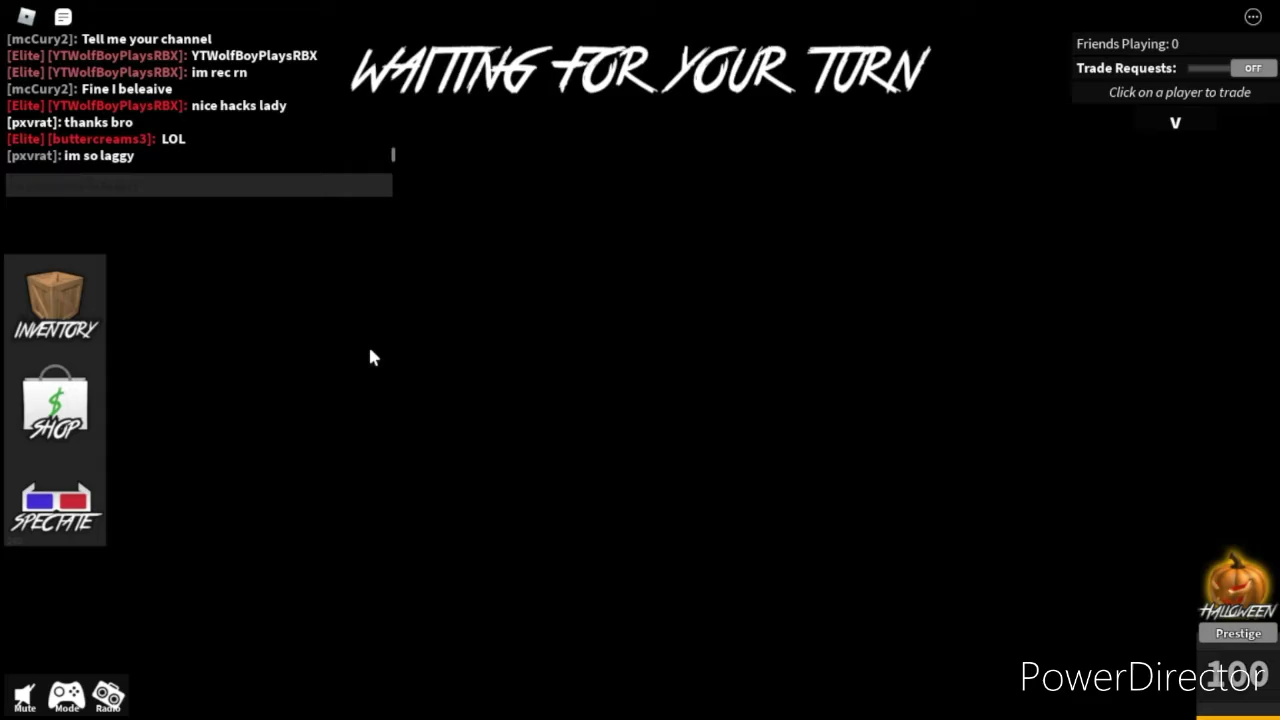 [mcCury2]: Tell me your channel
[Elite] [YTWolfBoyPlaysRBX]: YTWolfBoyPlaysRBX
[Elite] [YTWolfBoyPlaysRBX]: im rec rn
[mcCury2]: Fine I beleaive
[Elite] [YTWolfBoyPlaysRBX]: nice hacks lady
[pxvrat]: thanks bro
[Elite] [buttercreams3]: LOL
[pxvrat]: im so laggy
WAITING FOR YOUR TURN
Friends Playing: 0
Trade Requests: OFF
Click on a player to trade
V
INVENTORY
$
SHOP
SPECTATE
HALLOWEEN
Prestige
100
PowerDirector
Mute
Mode
Radio